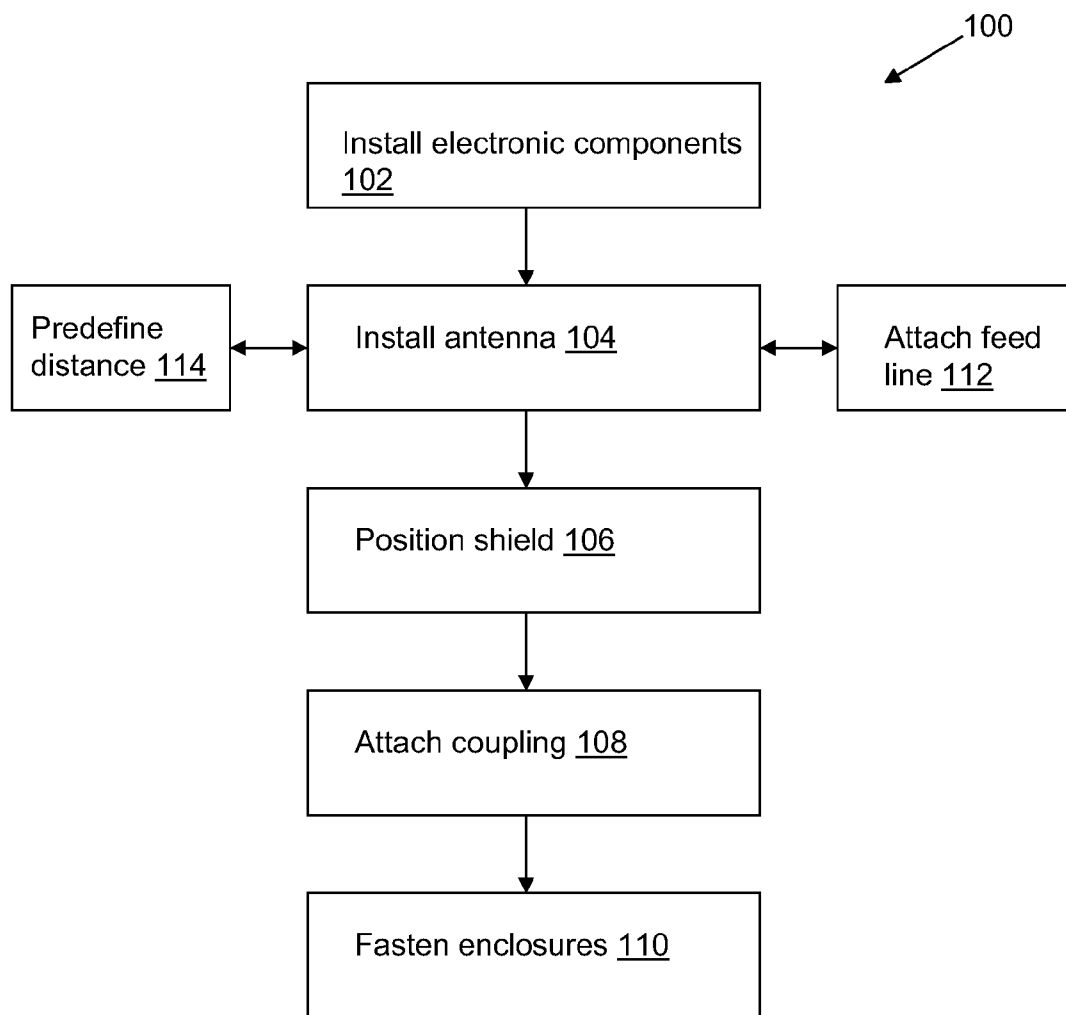 100
Install electronic components
102
Predefine
distance 114
Install antenna 104
Attach feed
line 112
Position shield 106
Attach coupling 108
Fasten enclosures 110